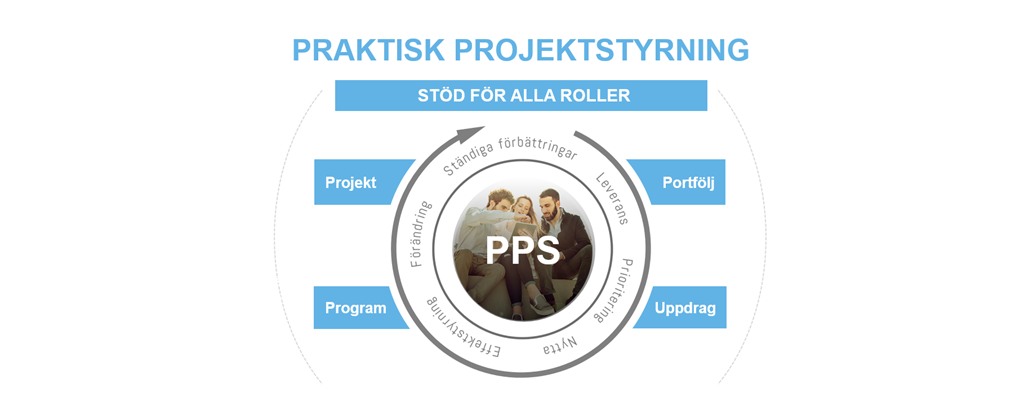 PRAKTISK PROJEKTSTYRNING
STÖD FÖR ALLA ROLLER
Ständiga förbättringar
Projekt
Portfölj
Leverans
Förändring
PPS
Prioritering
Program
Uppdrag
Effektstyrning
Nytta